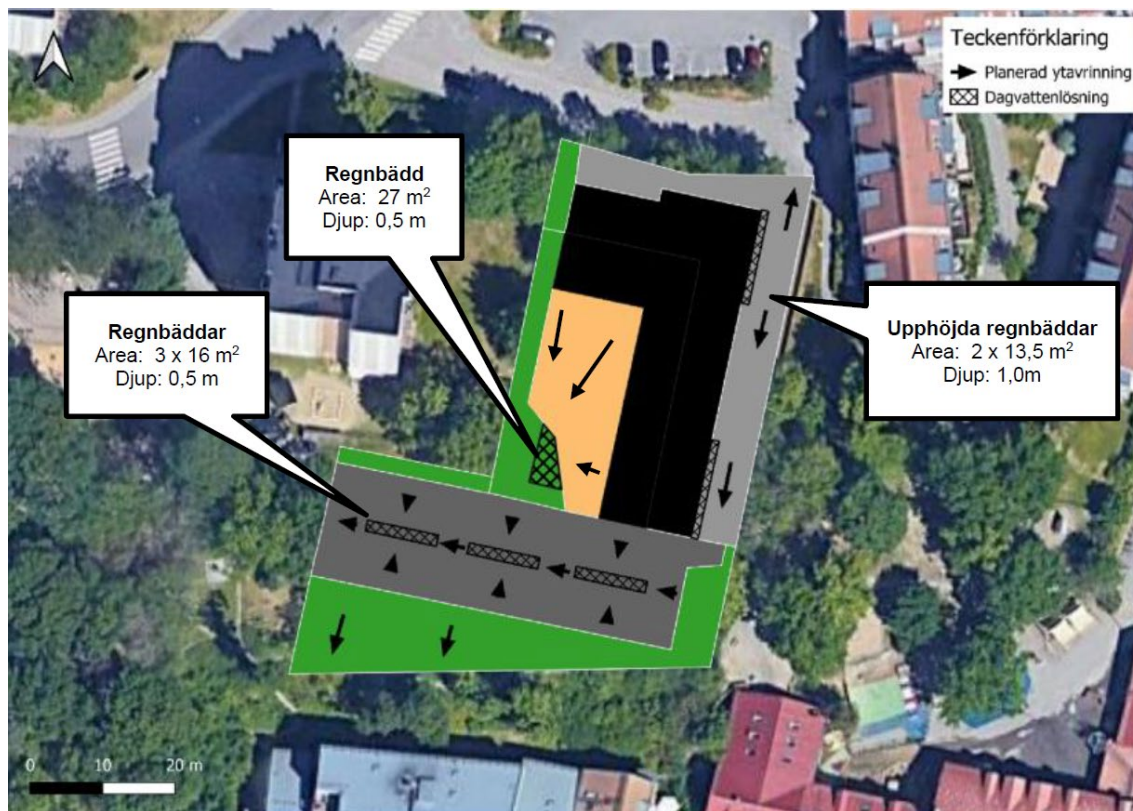 Teckenförklaring
Planerad ytavrinning
Dagvattenlösning
Regnbädd
Area: 27 m²
Djup: 0,5 m
Regnbäddar
Area: 3 x 16 m²
Djup: 0,5 m
Upphöjda regnbäddar
Area: 2 x 13,5 m²
Djup: 1,0m
0 10 20 m